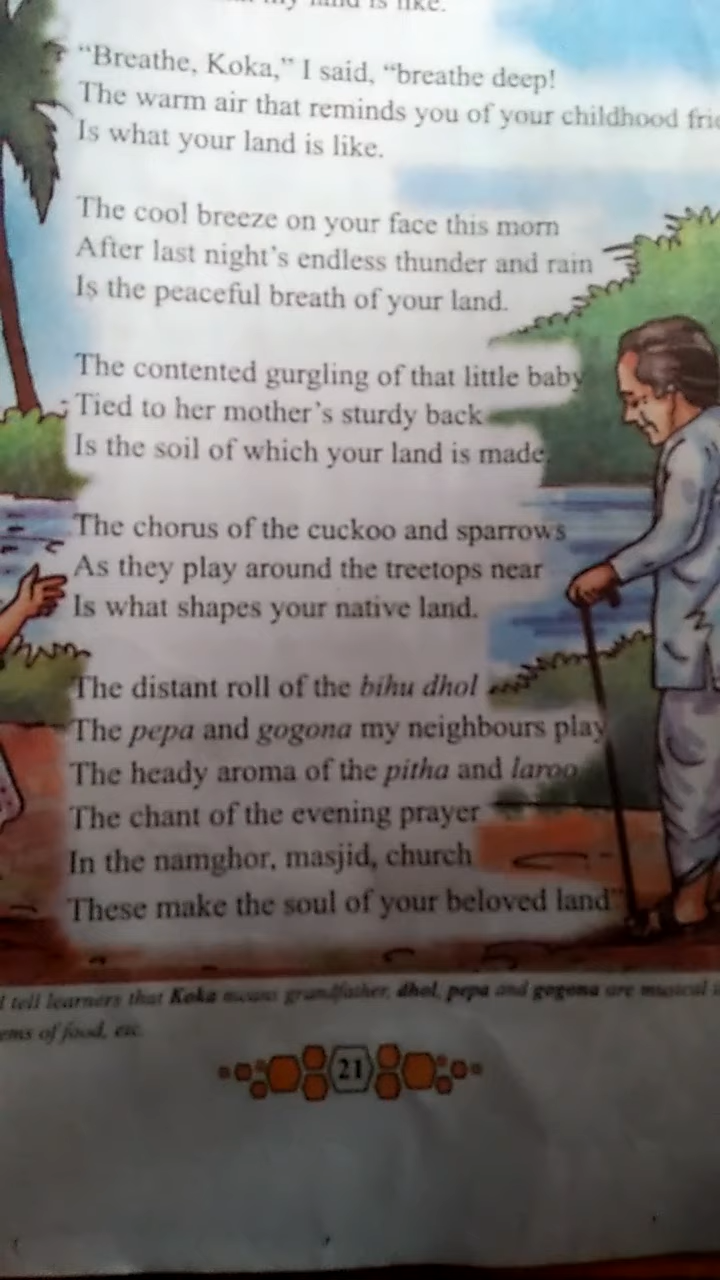 land is like.
"Breathe, Koka," I said, "breathe deep!
The warm air that reminds you of your childhood
Is what your land is like.
The cool breeze on your face this morn
After last night's endless thunder and rain
Is the peaceful breath of your land.
The contented gurgling of that little baby
Tied to her mother's sturdy back
Is the soil of which your land is made.
The chorus of the cuckoo and sparrows
As they play around the treetops near
Is what shapes your native land.
The distant roll of the bihu dhol
The pepa and gogona my neighbours play
The heady aroma of the pitha and laroo
The chant of the evening prayer
In the namghor, masjid, church
These make the soul of your beloved land"
tell learners that Koka means grandfather, dhol, pepa and gogona are musical
of food, etc.
21